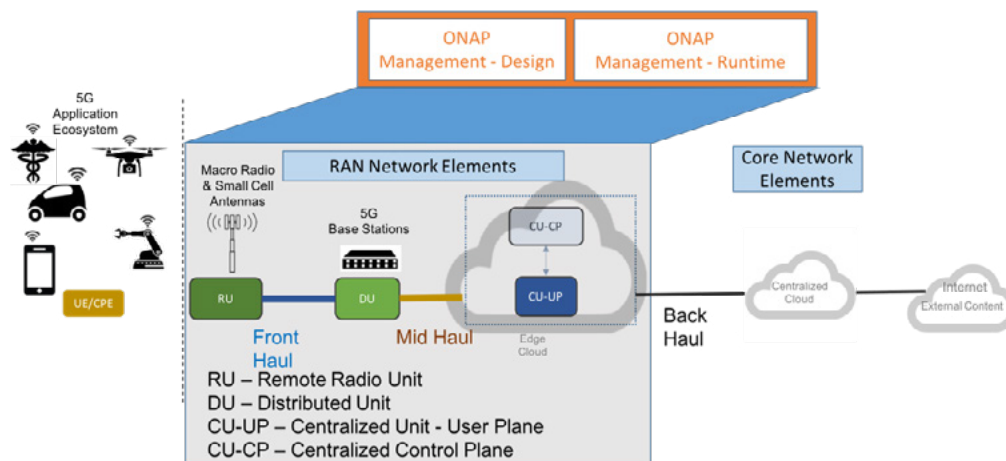 ONAP
Management - Design
ONAP
Management - Runtime
5G
Application
Ecosystem
RAN Network Elements
Core Network
Elements
Macro Radio
& Small Cell
Antennas
5G
Base Stations
CU-CP
UE/CPE
RU
DU
CU-UP
Centralized
Cloud
Internet
External Content
Front
Haul
Mid Haul
Edge
Cloud
Back
Haul
RU – Remote Radio Unit
DU – Distributed Unit
CU-UP – Centralized Unit - User Plane
CU-CP – Centralized Control Plane